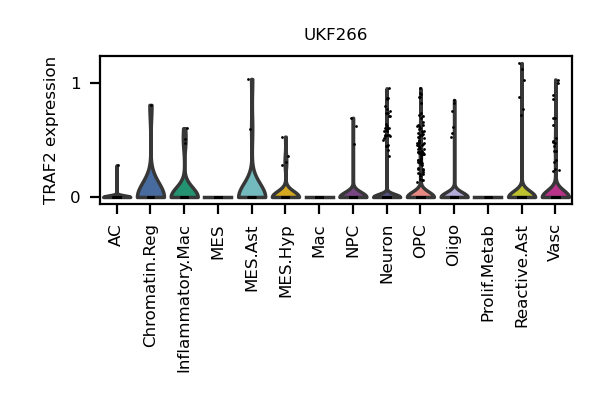 UKF266
TRAF2 expression
1
0
AC
Chromatin.Reg
Inflammatory.Mac
MES
MES.Ast
MES.Hyp
Mac
NPC
Neuron
OPC
Oligo
Prolif.Metab
Reactive.Ast
Vasc